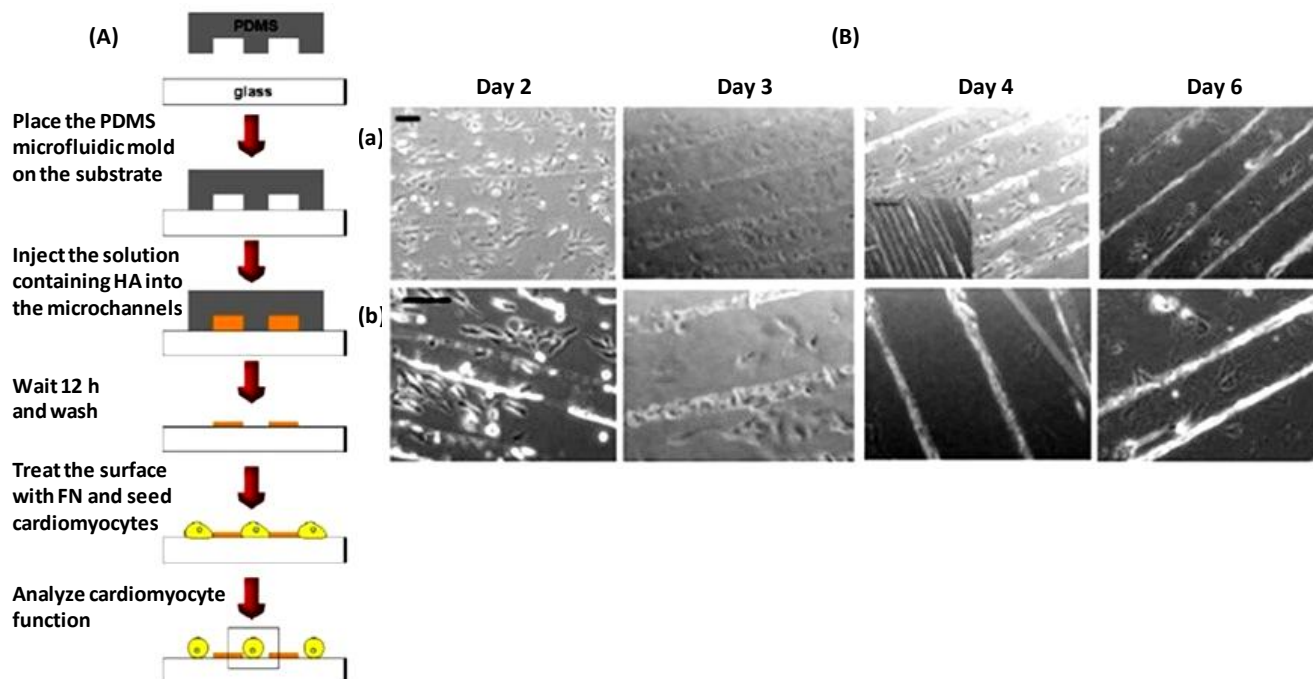 (A)
PDMS
glass
Place the PDMS
microfluidic mold
on the substrate
Inject the solution
containing HA into
the microchannels
Wait 12 h
and wash
Treat the surface
with FN and seed
cardiomyocytes
Analyze cardiomyocyte
function
(B)
Day 2 Day 3 Day 4 Day 6
(a)
(b)